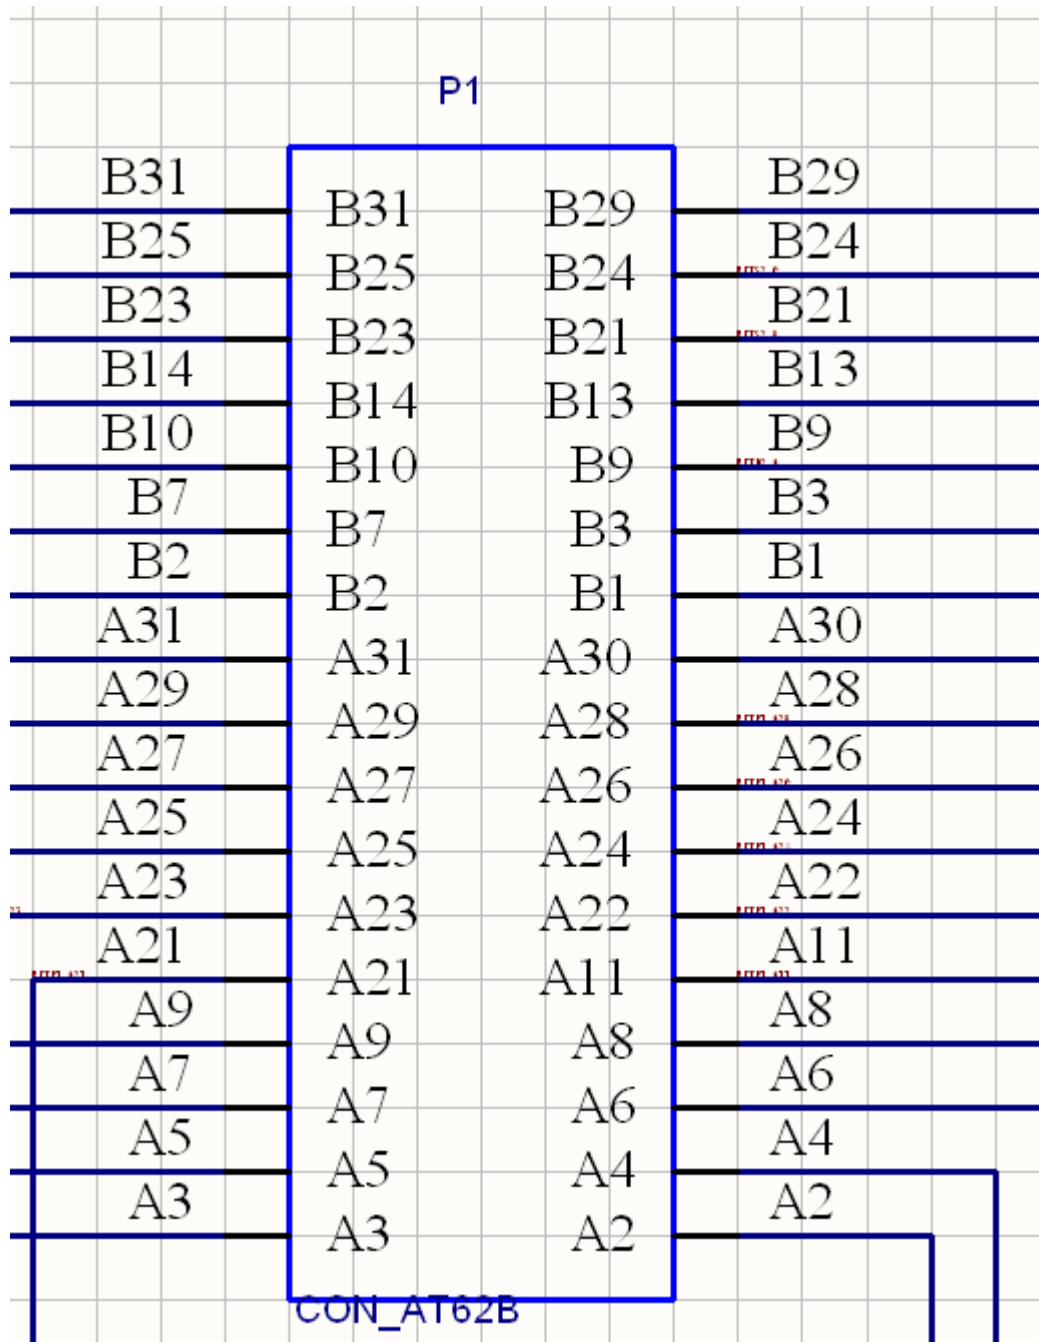 P1
B31 B31 B29 B29
B25 B25 B24 B24
B23 B23 B21 B21
B14 B14 B13 B13
B10 B10 B9 B9
B7 B7 B3 B3
B2 B2 B1 B1
A31 A31 A30 A30
A29 A29 A28 A28
A27 A27 A26 A26
A25 A25 A24 A24
A23 A23 A22 A22
A21 A21 A11 A11
A9 A9 A8 A8
A7 A7 A6 A6
A5 A5 A4 A4
A3 A3 A2 A2
CON_AT62B